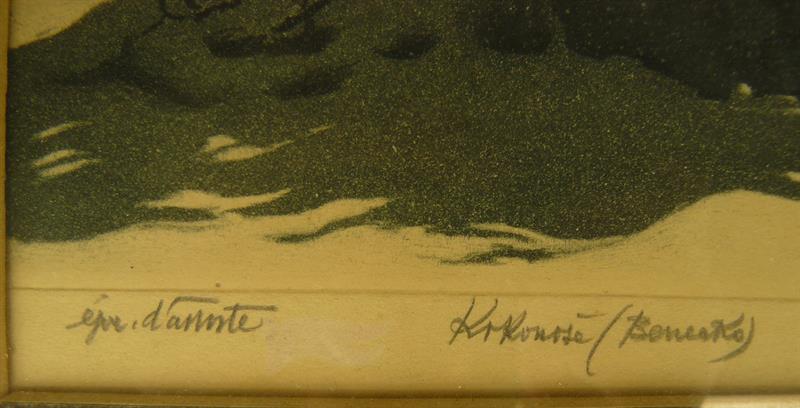 épr. d'artiste Krkonoše (Benecko)